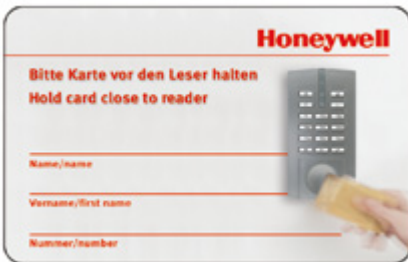 Honeywell
Bitte Karte vor den Leser halten
Hold card close to reader
Name/name
Vorname/first name
Nummer/number